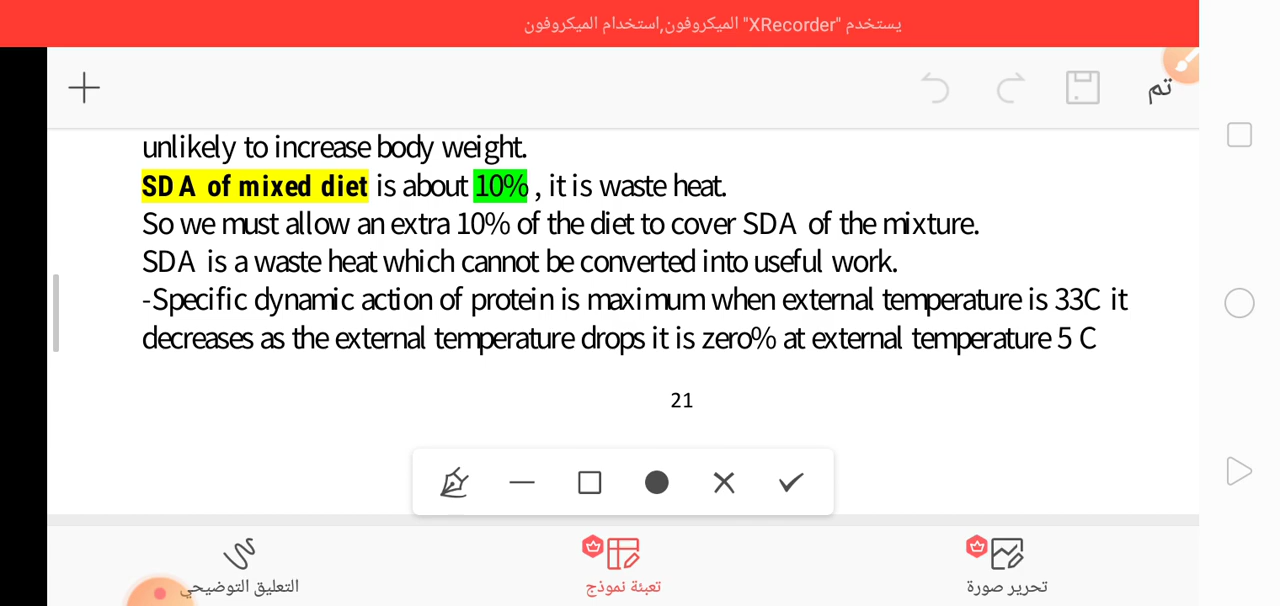 يستخدم "XRecorder" الميكروفون,استخدام الميكروفون
تم
unlikely to increase body weight.
SDA of mixed diet is about 10% , it is waste heat.
So we must allow an extra 10% of the diet to cover SDA of the mixture.
SDA is a waste heat which cannot be converted into useful work.
-Specific dynamic action of protein is maximum when external temperature is 33C it
decreases as the external temperature drops it is zero% at external temperature 5 C
21
التعليق التوضيحي
تعبئة نموذج
تحرير صورة